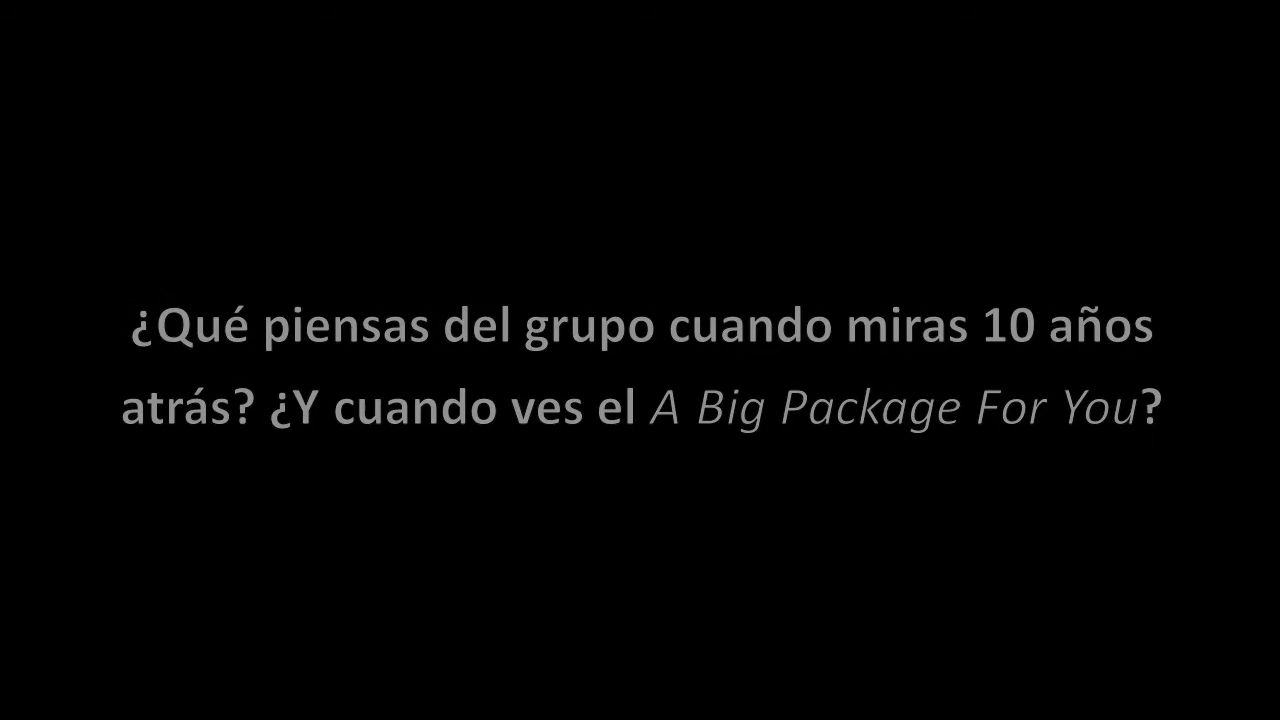 ¿Qué piensas del grupo cuando miras 10 años
atrás? ¿Y cuando ves el A Big Package For You?